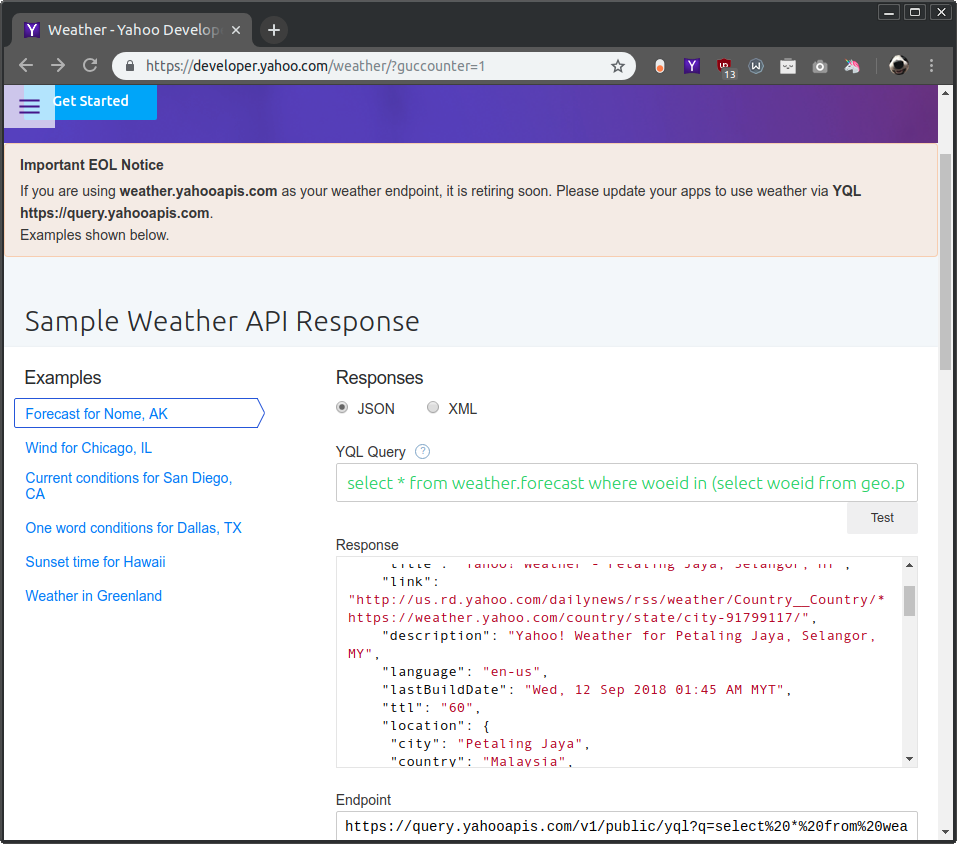 Weather - Yahoo Develop
https://developer.yahoo.com/weather/?guccounter=1
13
Get Started
Important EOL Notice
If you are using weather.yahooapis.com as your weather endpoint, it is retiring soon. Please update your apps to use weather via YQL
https://query.yahooapis.com.
Examples shown below.
Sample Weather API Response
Examples
Forecast for Nome, AK
Wind for Chicago, IL
Current conditions for San Diego,
CA
One word conditions for Dallas, TX
Sunset time for Hawaii
Weather in Greenland
Responses
JSON XML
YQL Query ?
select * from weather.forecast where woeid in (select woeid from geo.p
Test
Response
"title": "Yahoo! Weather - Petaling Jaya, Selangor, MY",
"link":
"http://us.rd.yahoo.com/dailynews/rss/weather/Country__Country/*
https://weather.yahoo.com/country/state/city-91799117/",
"description": "Yahoo! Weather for Petaling Jaya, Selangor,
MY",
"language": "en-us",
"lastBuildDate": "Wed, 12 Sep 2018 01:45 AM MYT",
"ttl": "60",
"location": {
"city": "Petaling Jaya",
"country": "Malaysia",
Endpoint
https://query.yahooapis.com/v1/public/yql?q=select%20*%20from%20wea